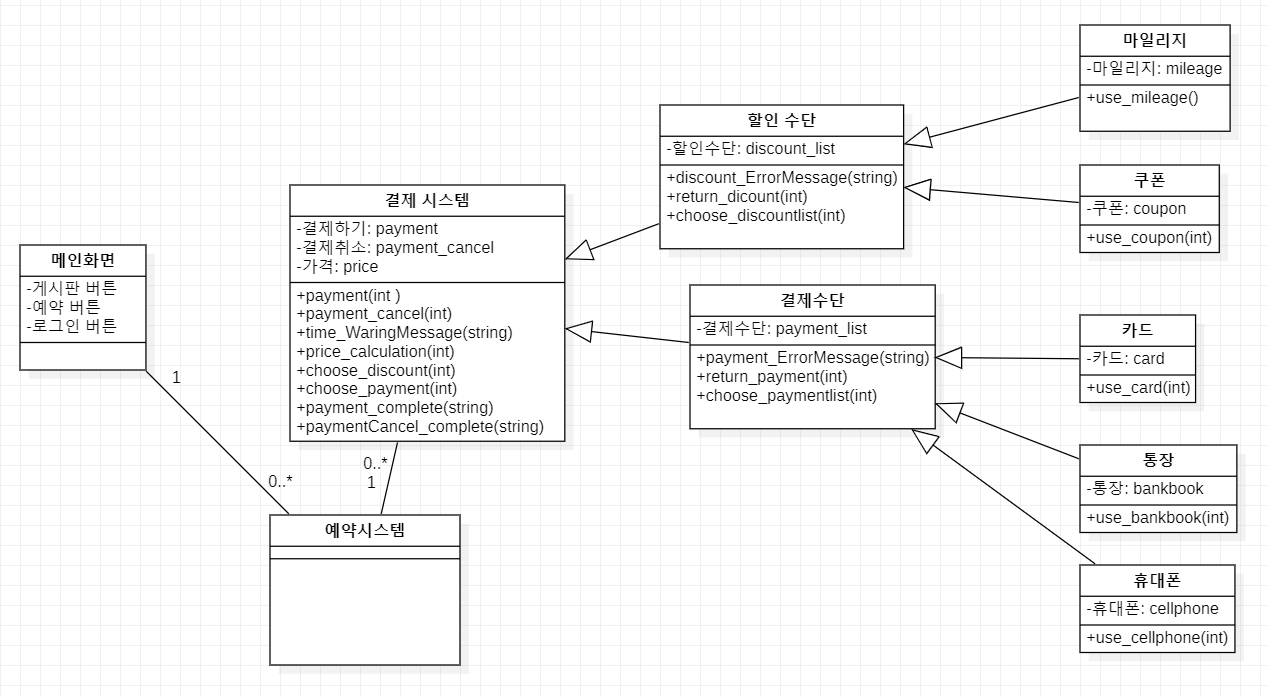 메인화면
-게시판 버튼
-예약 버튼
-로그인 버튼
1
0..*
결제 시스템
-결제하기: payment
-결제취소: payment_cancel
-가격: price
+payment(int )
+payment_cancel(int)
+time_WaringMessage(string)
+price_calculation(int)
+choose_discount(int)
+choose_payment(int)
+payment_complete(string)
+paymentCancel_complete(string)
0..*
1
예약시스템
할인 수단
-할인수단: discount_list
+discount_ErrorMessage(string)
+return_dicount(int)
+choose_discountlist(int)
결제수단
-결제수단: payment_list
+payment_ErrorMessage(string)
+return_payment(int)
+choose_paymentlist(int)
마일리지
-마일리지: mileage
+use_mileage()
쿠폰
-쿠폰: coupon
+use_coupon(int)
카드
-카드: card
+use_card(int)
통장
-통장: bankbook
+use_bankbook(int)
휴대폰
-휴대폰: cellphone
+use_cellphone(int)